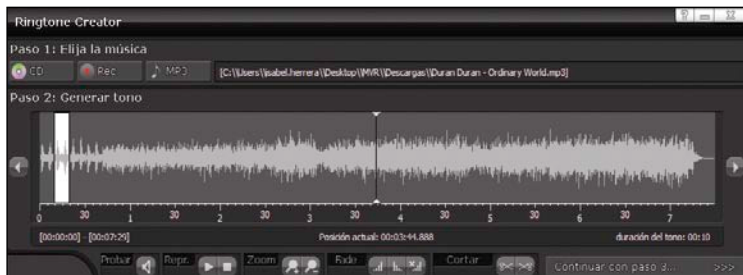 Ringtone Creator
Paso 1: Elija la música
CD Rec MP3 [C:\\Users\\isabel.herrera\\Desktop\\MVR\\Descargas\\Duran Duran - Ordinary World.mp3]
Paso 2: Generar tono
0 30 1 30 2 30 3 30 4 30 5 30 6 30 7
[00:00:00] - [00:07:29] Posición actual: 00:03:44.888 duración del tono: 00:10
Probar Repr. Zoom Fade Cortar Continuar con paso 3... >>>